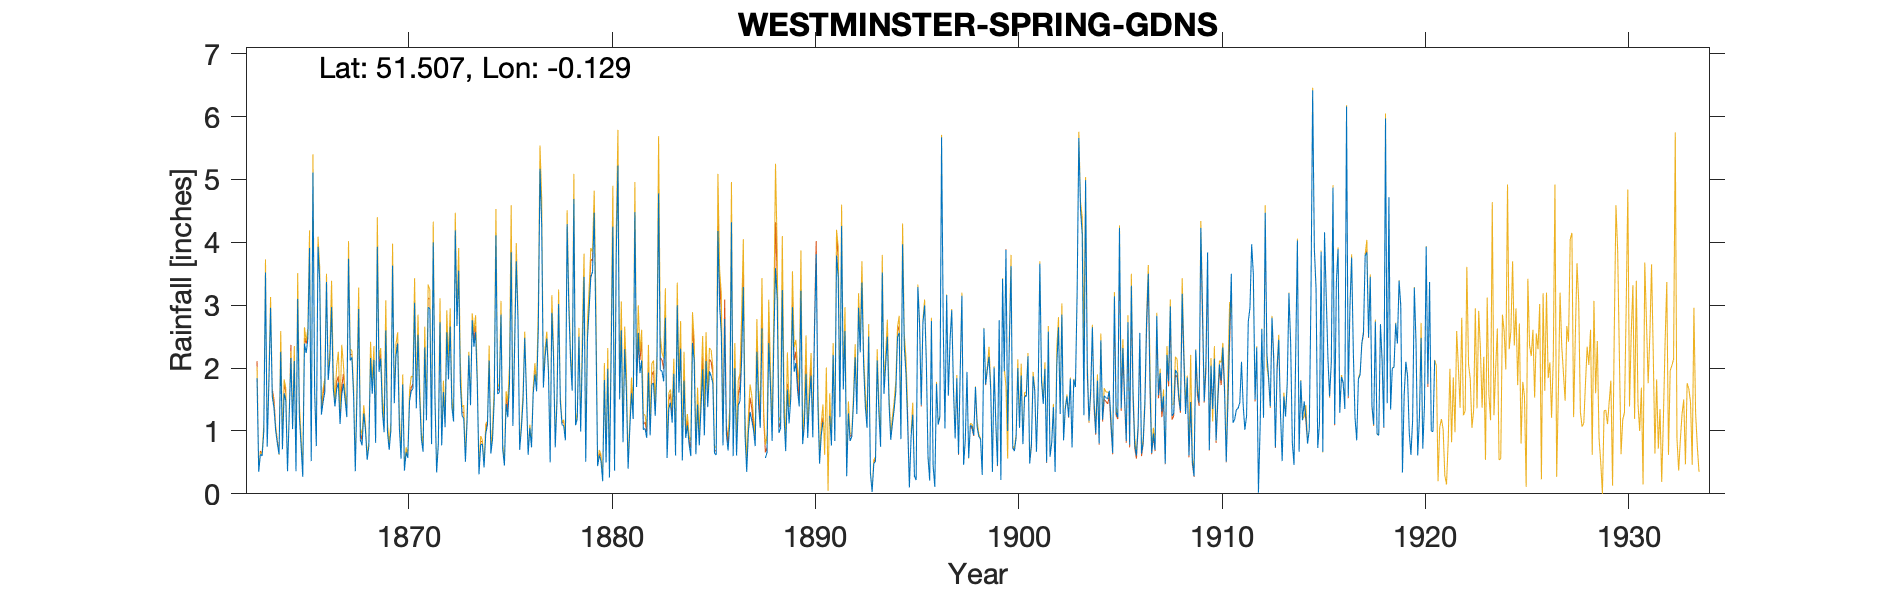 WESTMINSTER-SPRING-GDNS
Lat: 51.507, Lon: -0.129
Rainfall [inches]
7
6
5
4
3
2
1
0
1870 1880 1890 1900 1910 1920 1930
Year